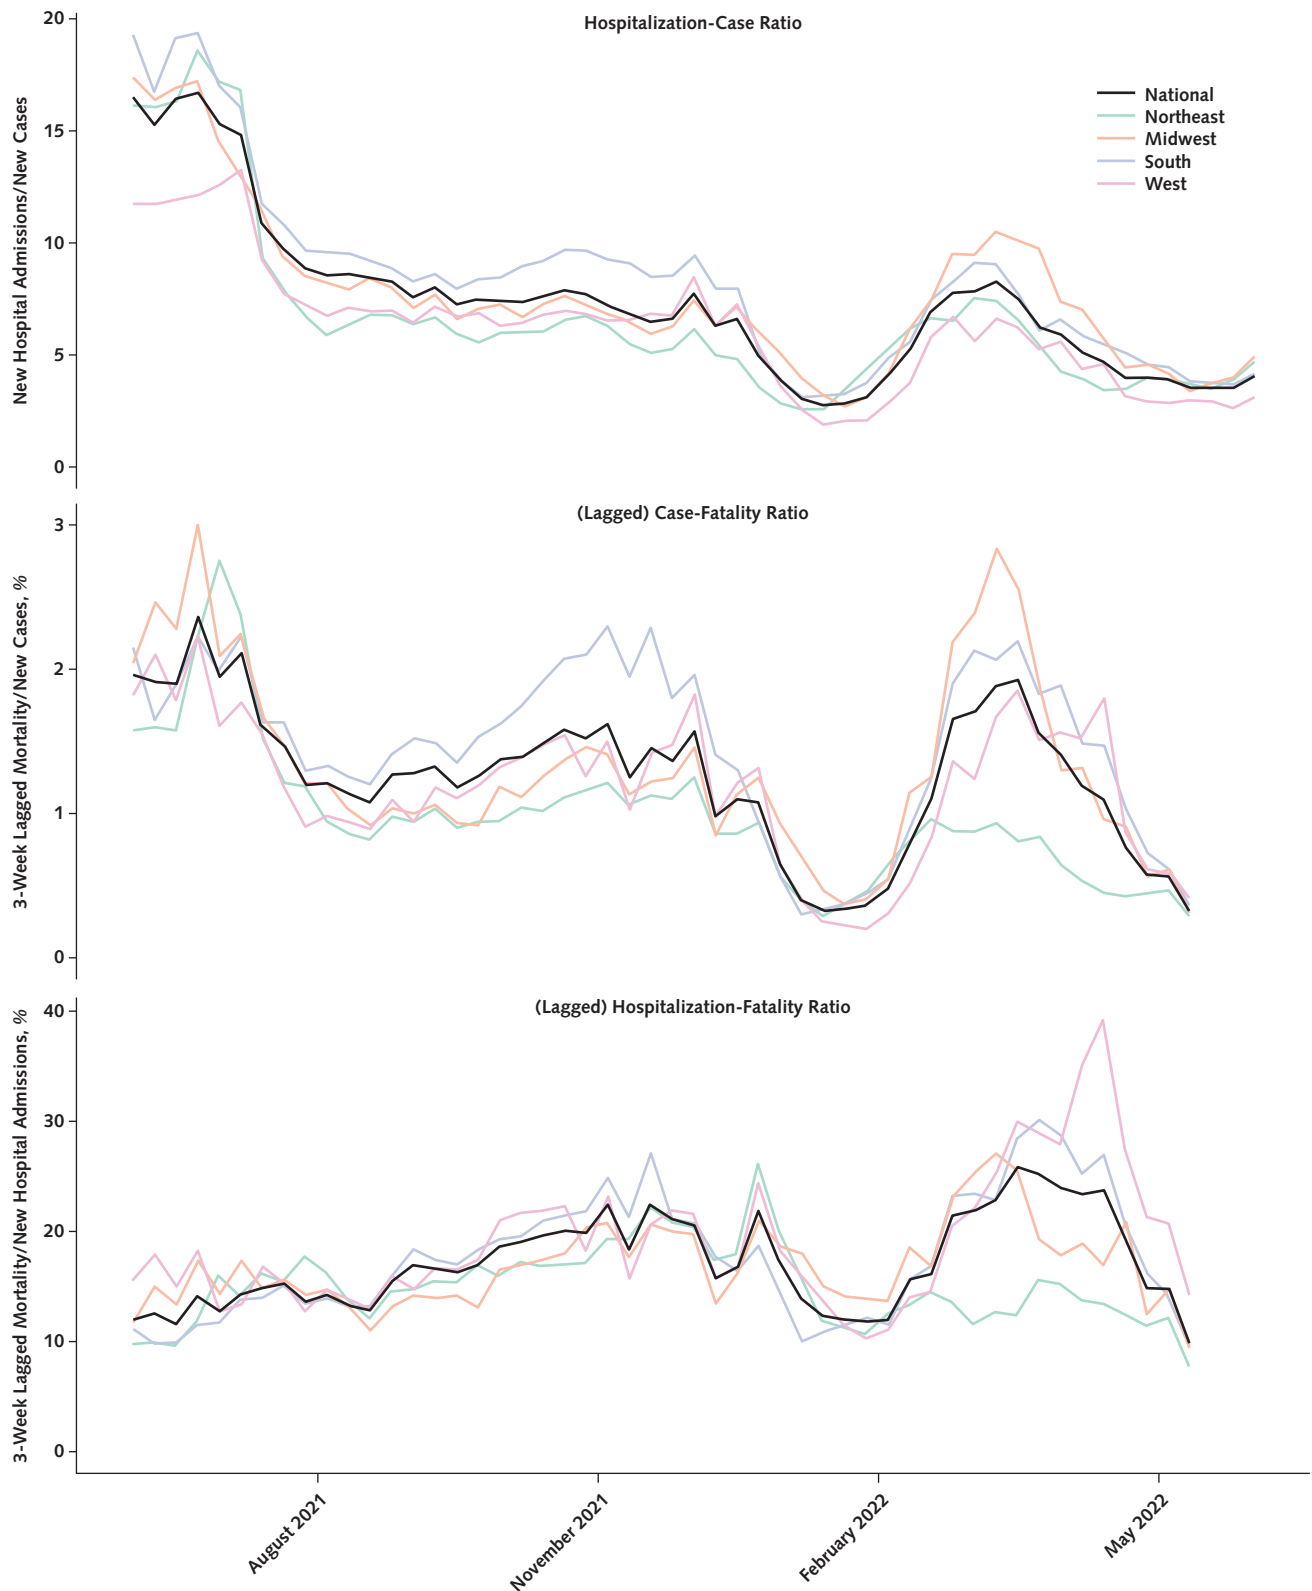 Hospitalization-Case Ratio
New Hospital Admissions/New Cases
20
15
10
5
0
National
Northeast
Midwest
South
West
(Lagged) Case-Fatality Ratio
3-Week Lagged Mortality/New Cases, %
3
2
1
0
(Lagged) Hospitalization-Fatality Ratio
3-Week Lagged Mortality/New Hospital Admissions, %
40
30
20
10
0
August 2021
November 2021
February 2022
May 2022